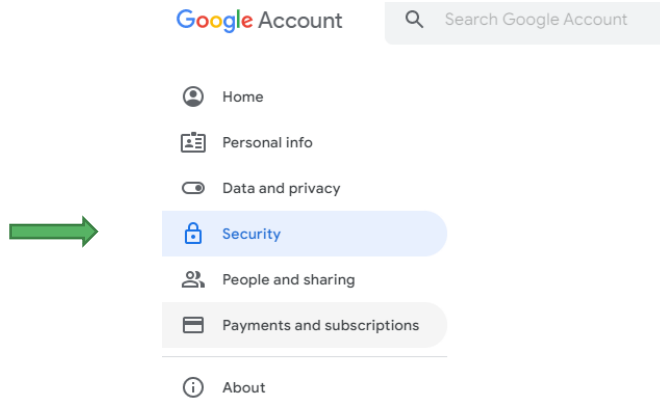 Google Account
Search Google Account
Home
Personal info
Data and privacy
Security
People and sharing
Payments and subscriptions
About